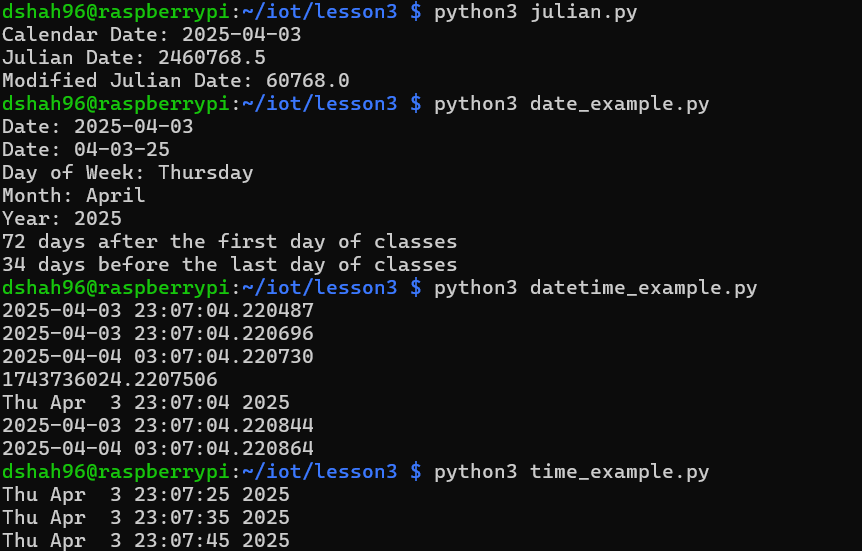 dshah96@raspberrypi:~/iot/lesson3 $ python3 julian.py
Calendar Date: 2025-04-03
Julian Date: 2460768.5
Modified Julian Date: 60768.0
dshah96@raspberrypi:~/iot/lesson3 $ python3 date_example.py
Date: 2025-04-03
Date: 04-03-25
Day of Week: Thursday
Month: April
Year: 2025
72 days after the first day of classes
34 days before the last day of classes
dshah96@raspberrypi:~/iot/lesson3 $ python3 datetime_example.py
2025-04-03 23:07:04.220487
2025-04-03 23:07:04.220696
2025-04-04 03:07:04.220730
1743736024.2207506
Thu Apr  3 23:07:04 2025
2025-04-03 23:07:04.220844
2025-04-04 03:07:04.220864
dshah96@raspberrypi:~/iot/lesson3 $ python3 time_example.py
Thu Apr  3 23:07:25 2025
Thu Apr  3 23:07:35 2025
Thu Apr  3 23:07:45 2025